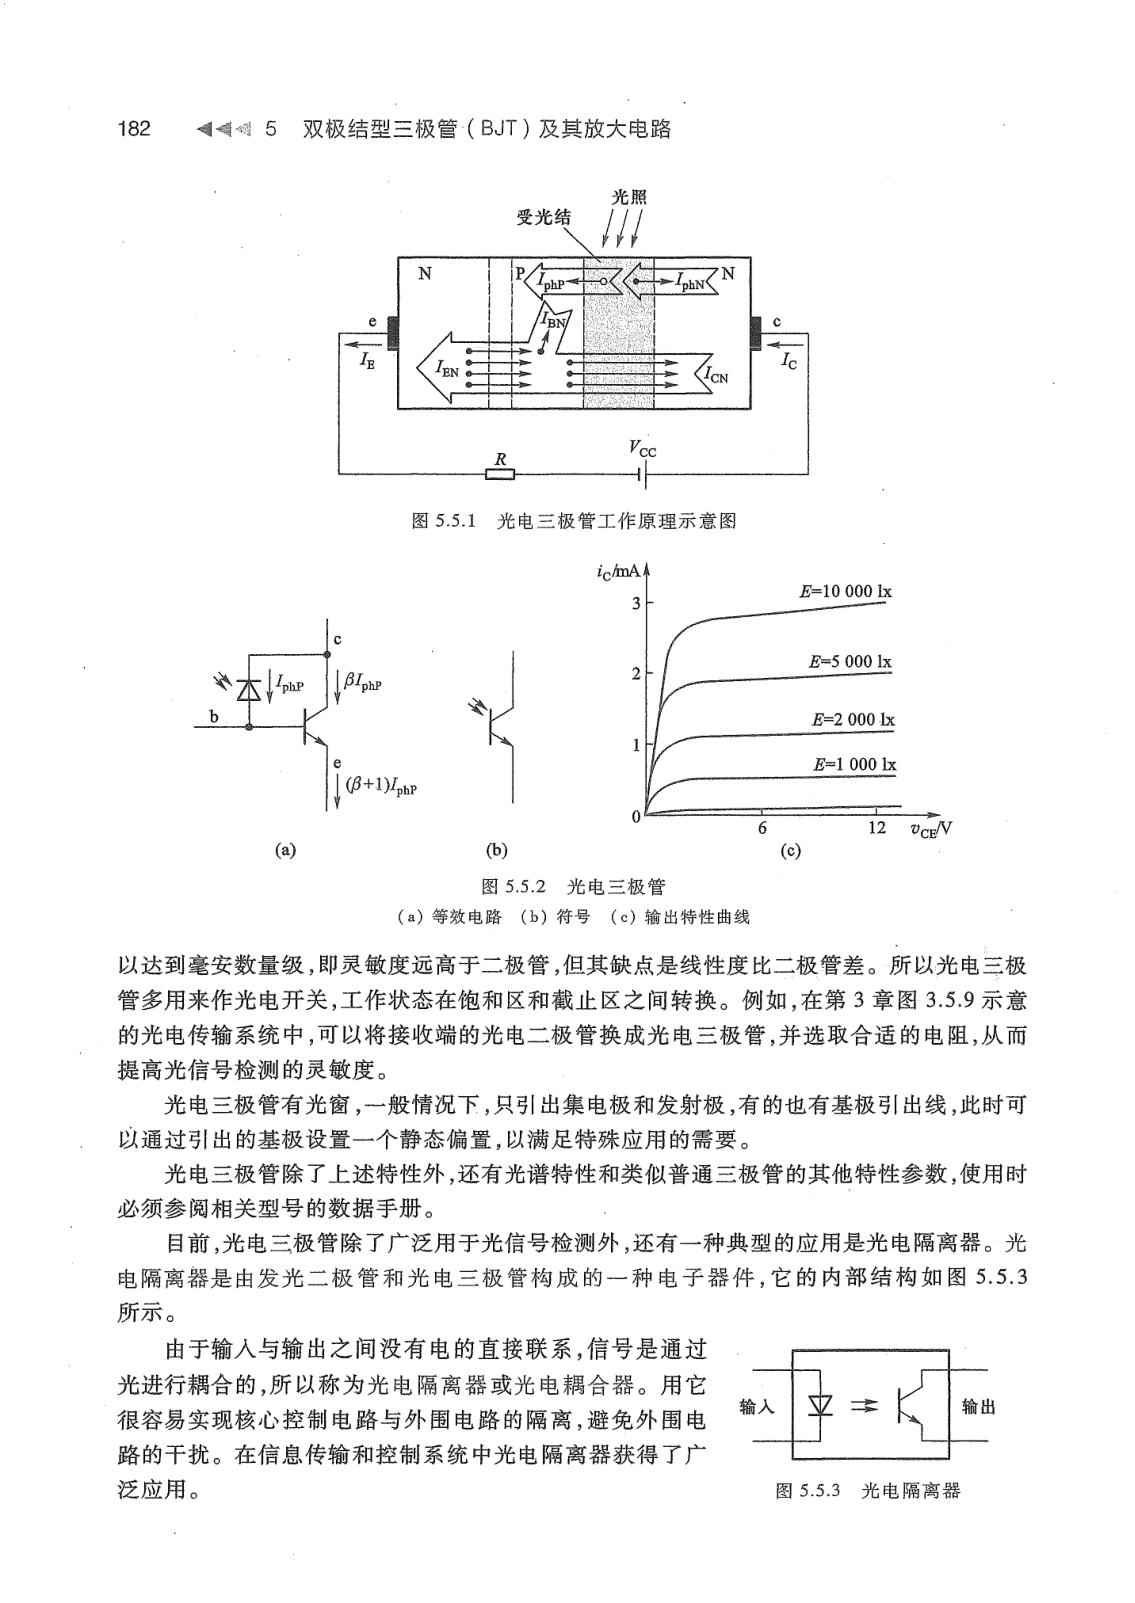 182 5 双极结型三极管(BJT)及其放大电路
光照
受光结
N P IphP IphN N
IBN
e c
IE IEN ICN IC
VCC
R
图 5.5.1 光电三极管工作原理示意图
iC/mA
E=10 000 lx
3
c
E=5 000 lx
IphP βIphP 2
b
E=2 000 lx
1
e E=1 000 lx
(β+1)IphP
0
6 12 vCE/V
(a) (b) (c)
图 5.5.2 光电三极管
(a) 等效电路 (b) 符号 (c) 输出特性曲线
以达到毫安数量级,即灵敏度远高于二极管,但其缺点是线性度比二极管差。所以光电三极
管多用来作光电开关,工作状态在饱和区和截止区之间转换。例如,在第 3 章图 3.5.9 示意
的光电传输系统中,可以将接收端的光电二极管换成光电三极管,并选取合适的电阻,从而
提高光信号检测的灵敏度。
光电三极管有光窗,一般情况下,只引出集电极和发射极,有的也有基极引出线,此时可
以通过引出的基极设置一个静态偏置,以满足特殊应用的需要。
光电三极管除了上述特性外,还有光谱特性和类似普通三极管的其他特性参数,使用时
必须参阅相关型号的数据手册。
目前,光电三极管除了广泛用于光信号检测外,还有一种典型的应用是光电隔离器。光
电隔离器是由发光二极管和光电三极管构成的一种电子器件,它的内部结构如图 5.5.3
所示。
由于输入与输出之间没有电的直接联系,信号是通过
光进行耦合的,所以称为光电隔离器或光电耦合器。用它
很容易实现核心控制电路与外围电路的隔离,避免外围电
路的干扰。在信息传输和控制系统中光电隔离器获得了广
泛应用。
输入 输出
图 5.5.3 光电隔离器